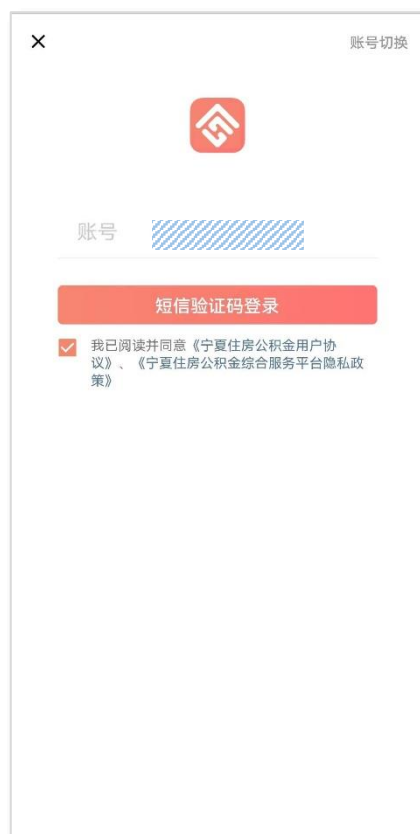 账号切换
账号
短信验证码登录
我已阅读并同意《宁夏住房公积金用户协
议》、《宁夏住房公积金综合服务平台隐私政
策》